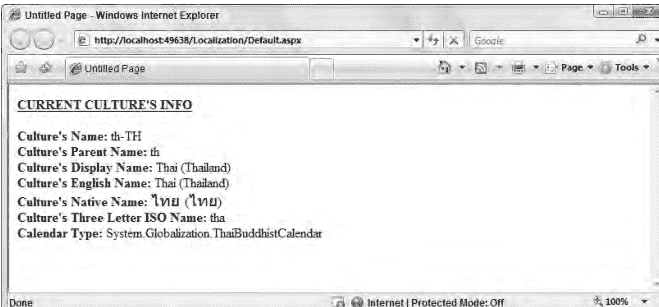 Untitled Page - Windows Internet Explorer
http://localhost:49638/Localization/Default.aspx
Google
Untitled Page
Page
Tools
CURRENT CULTURE'S INFO
Culture's Name: th-TH
Culture's Parent Name: th
Culture's Display Name: Thai (Thailand)
Culture's English Name: Thai (Thailand)
Culture's Native Name: ไทย (ไทย)
Culture's Three Letter ISO Name: tha
Calendar Type: System.Globalization.ThaiBuddhistCalendar
Done
Internet | Protected Mode: Off
100%